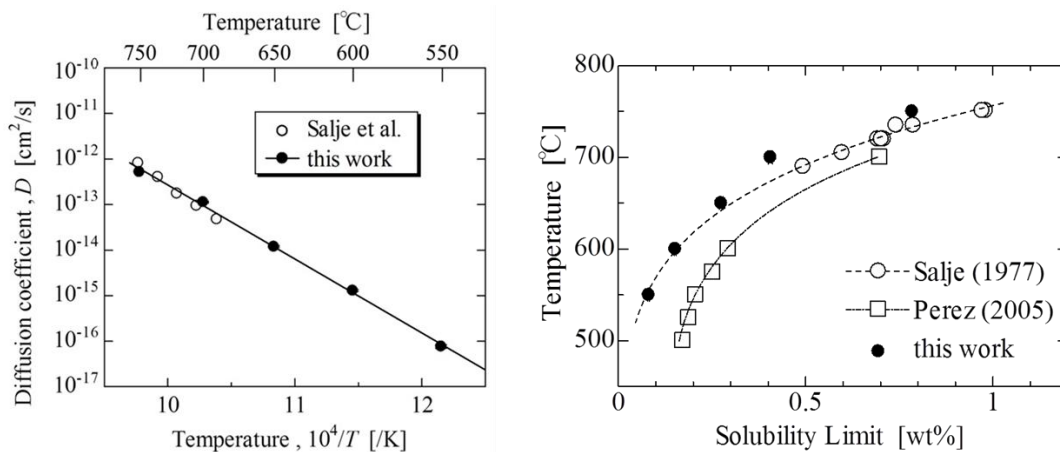 Temperature [℃]
750 700 650 600 550
10⁻¹⁰
10⁻¹¹
10⁻¹²
10⁻¹³
10⁻¹⁴
10⁻¹⁵
10⁻¹⁶
10⁻¹⁷
Diffusion coefficient , D [cm²/s]
Salje et al.
this work
10 11 12
Temperature , 10⁴/T [/K]
800
700
600
500
Temperature [℃]
Salje (1977)
Perez (2005)
this work
0 0.5 1
Solubility Limit [wt%]